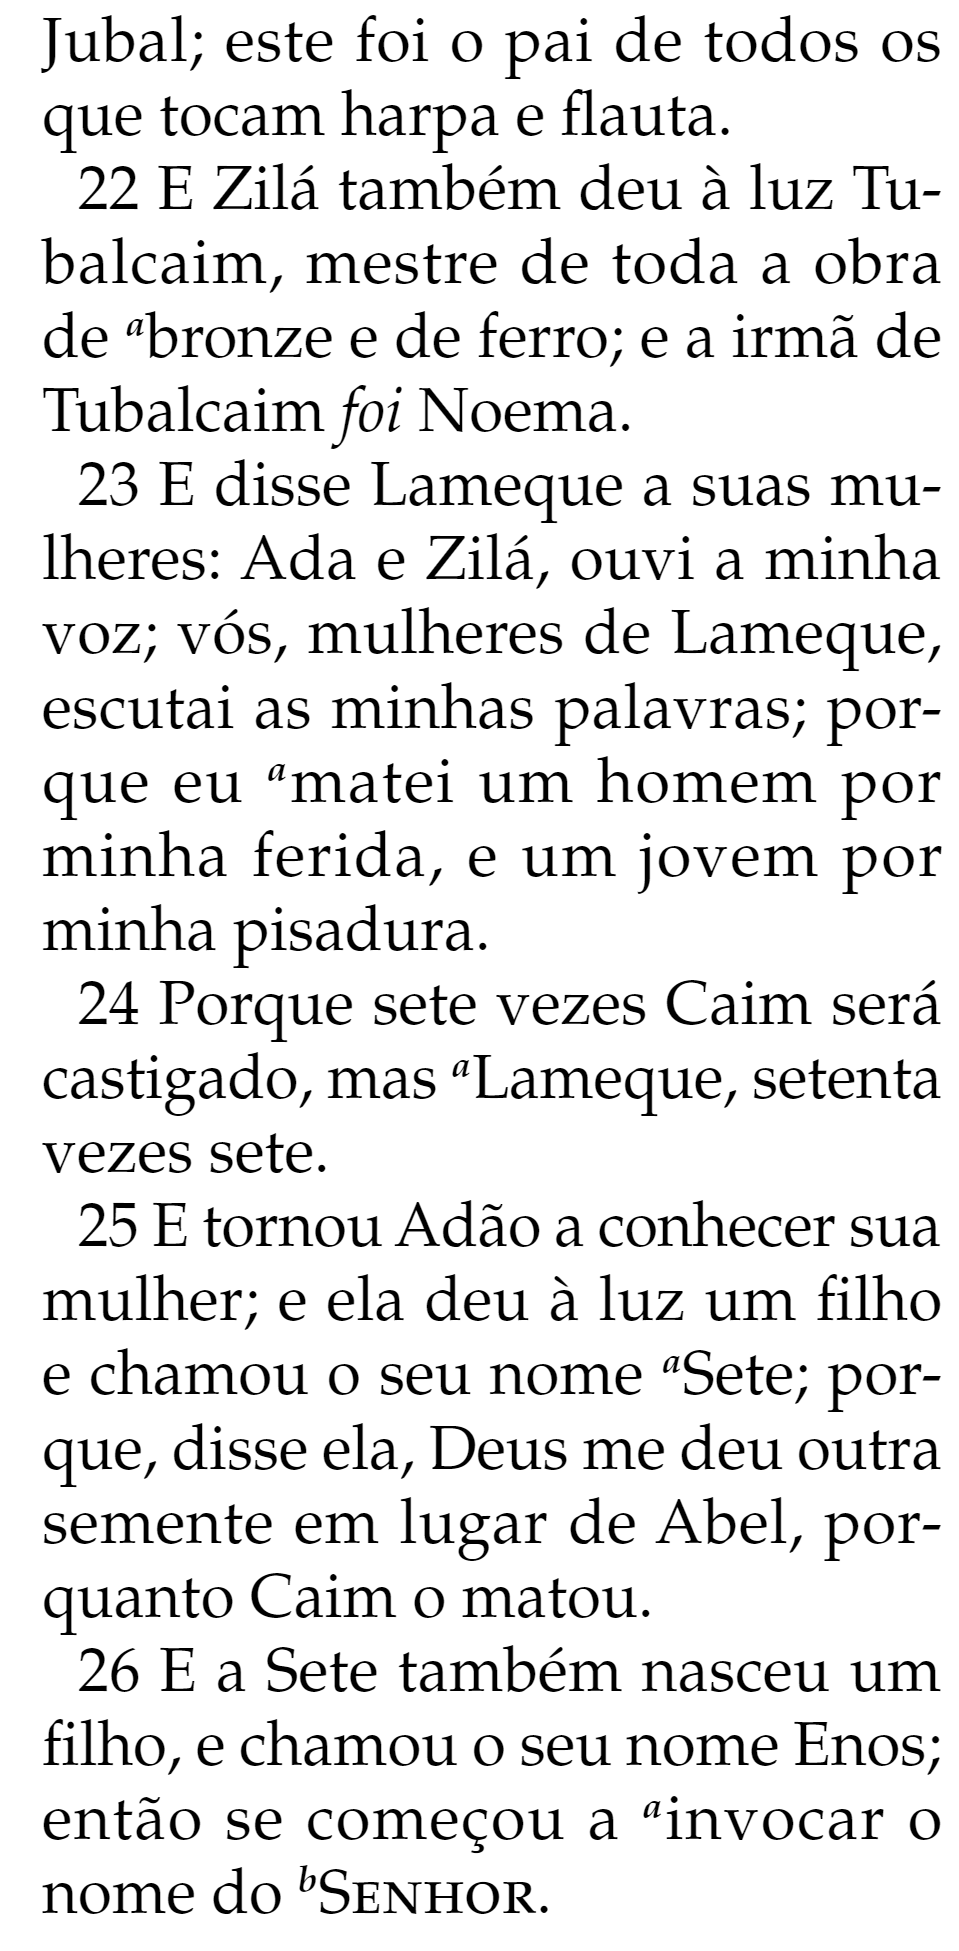 Jubal; este foi o pai de todos os
que tocam harpa e flauta.
22 E Zilá também deu à luz Tu-
balcaim, mestre de toda a obra
de ᵃbronze e de ferro; e a irmã de
Tubalcaim foi Noema.
23 E disse Lameque a suas mu-
lheres: Ada e Zilá, ouvi a minha
voz; vós, mulheres de Lameque,
escutai as minhas palavras; por-
que eu ᵃmatei um homem por
minha ferida, e um jovem por
minha pisadura.
24 Porque sete vezes Caim será
castigado, mas ᵃLameque, setenta
vezes sete.
25 E tornou Adão a conhecer sua
mulher; e ela deu à luz um filho
e chamou o seu nome ᵃSete; por-
que, disse ela, Deus me deu outra
semente em lugar de Abel, por-
quanto Caim o matou.
26 E a Sete também nasceu um
filho, e chamou o seu nome Enos;
então se começou a ᵃinvocar o
nome do ᵇSENHOR.